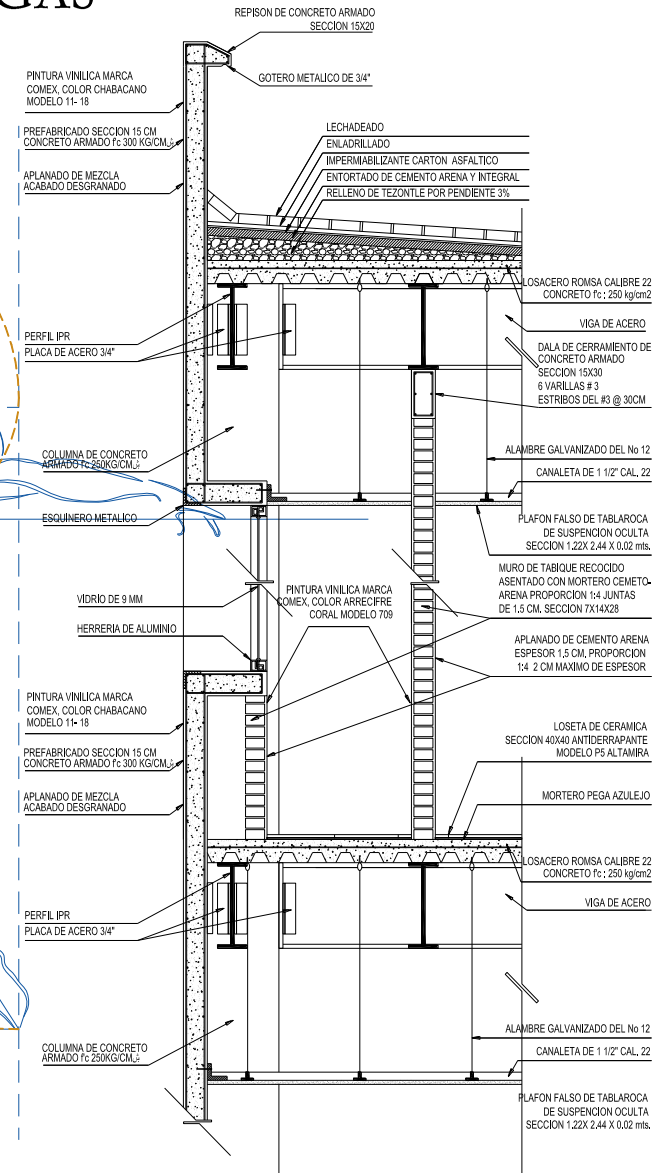 GAS
REPISON DE CONCRETO ARMADO
SECCION 15X20
GOTERO METALICO DE 3/4"
PINTURA VINILICA MARCA
COMEX, COLOR CHABACANO
MODELO 11- 18
PREFABRICADO SECCION 15 CM
CONCRETO ARMADO f'c 300 KG/CM
APLANADO DE MEZCLA
ACABADO DESGRANADO
LECHADEADO
ENLADRILLADO
IMPERMIABILIZANTE CARTON ASFALTICO
ENTORTADO DE CEMENTO ARENA Y INTEGRAL
RELLENO DE TEZONTLE POR PENDIENTE 3%
LOSACERO ROMSA CALIBRE 22
CONCRETO f'c ; 250 kg/cm2
VIGA DE ACERO
PERFIL IPR
PLACA DE ACERO 3/4"
DALA DE CERRAMIENTO DE
CONCRETO ARMADO
SECCION 15X30
6 VARILLAS # 3
ESTRIBOS DEL #3 @ 30CM
COLUMNA DE CONCRETO
ARMADO f'c 250KG/CM
ALAMBRE GALVANIZADO DEL No 12
CANALETA DE 1 1/2" CAL. 22
ESQUINERO METALICO
PLAFON FALSO DE TABLAROCA
DE SUSPENCION OCULTA
SECCION 1.22X 2.44 X 0.02 mts.
MURO DE TABIQUE RECOCIDO
ASENTADO CON MORTERO CEMETO-
ARENA PROPORCION 1:4 JUNTAS
DE 1.5 CM. SECCION 7X14X28
VIDRIO DE 9 MM
PINTURA VINILICA MARCA
COMEX, COLOR ARRECIFRE
CORAL MODELO 709
HERRERIA DE ALUMINIO
APLANADO DE CEMENTO ARENA
ESPESOR 1,5 CM, PROPORCION
1:4 2 CM MAXIMO DE ESPESOR
PINTURA VINILICA MARCA
COMEX, COLOR CHABACANO
MODELO 11- 18
PREFABRICADO SECCION 15 CM
CONCRETO ARMADO f'c 300 KG/CM
APLANADO DE MEZCLA
ACABADO DESGRANADO
LOSETA DE CERAMICA
SECCION 40X40 ANTIDERRAPANTE
MODELO P5 ALTAMIRA
MORTERO PEGA AZULEJO
LOSACERO ROMSA CALIBRE 22
CONCRETO f'c ; 250 kg/cm2
VIGA DE ACERO
PERFIL IPR
PLACA DE ACERO 3/4"
COLUMNA DE CONCRETO
ARMADO f'c 250KG/CM
ALAMBRE GALVANIZADO DEL No 12
CANALETA DE 1 1/2" CAL. 22
PLAFON FALSO DE TABLAROCA
DE SUSPENCION OCULTA
SECCION 1.22X 2.44 X 0.02 mts.